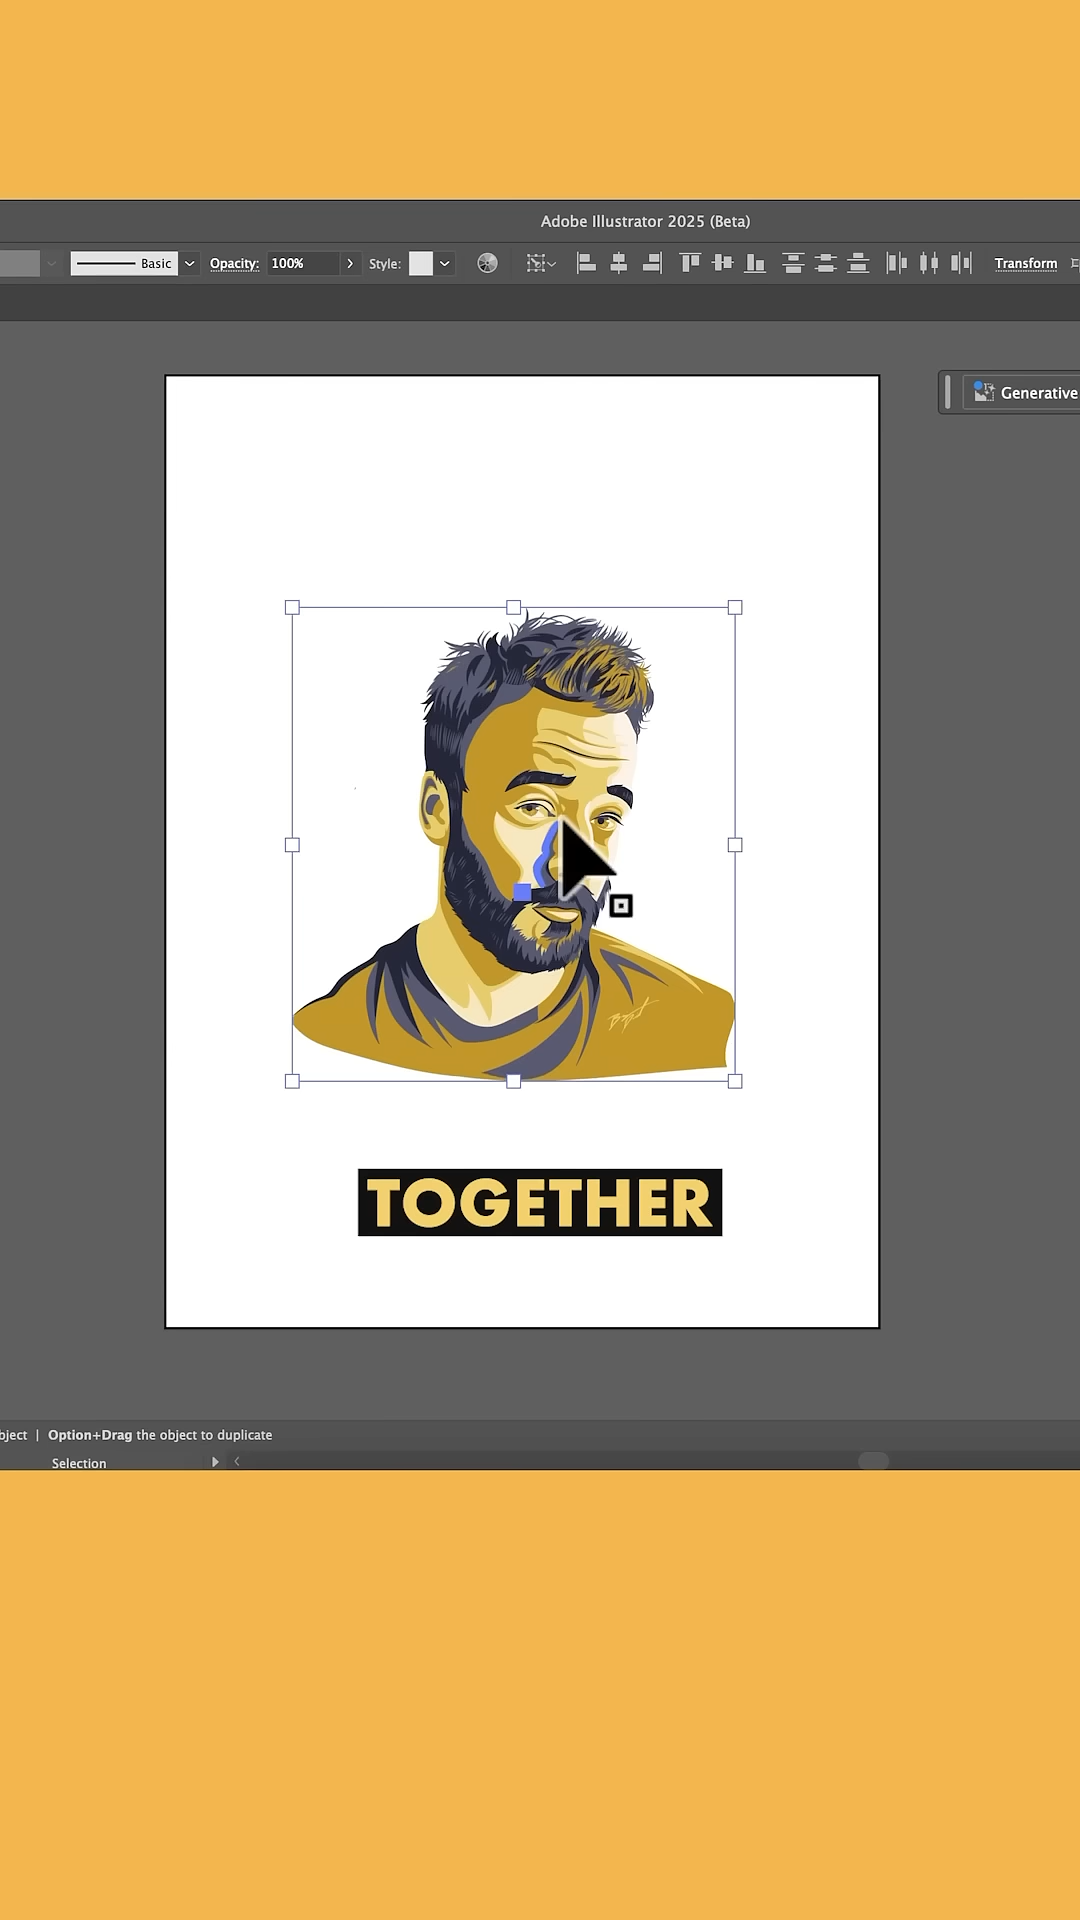 Adobe Illustrator 2025 (Beta)
Basic Opacity: 100% Style: Transform
Generative
TOGETHER
bject | Option+Drag the object to duplicate
Selection